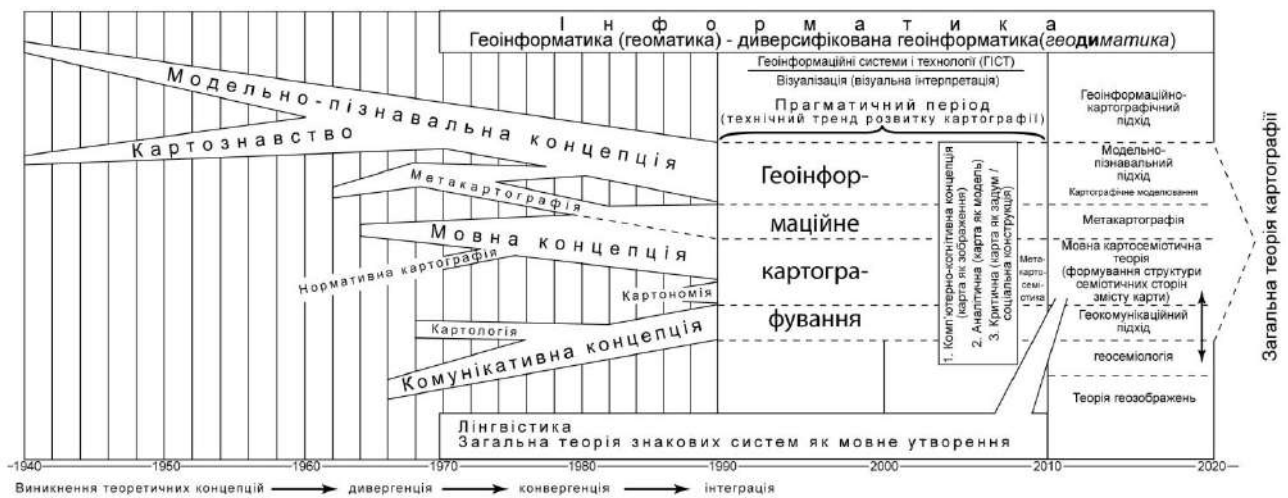 Інформатика
Геоінформатика (геоматика) - диверсифікована геоінформатика(геодиматика)
Геоінформаційні системи і технології (ГІСТ)
Візуалізація (візуальна інтерпретація)
Прагматичний період
(технічний тренд розвитку картографії)
Модельно-пізнавальна концепція
Картознавство
Метакартографія
Мовна концепція
Нормативна картографія
Картономія
Картологія
Комунікативна концепція
Геоінфор-
маційне
картогра-
фування
1. Комп'ютерно-когнітивна концепція
(карта як зображення)
2. Аналітична (карта як модель)
3. Критична (карта як задум /
соціальна конструкція)
Мета-
карто-
семі-
отика
Геоінформаційно-
картографічний
підхід
Модельно-
пізнавальний
підхід
Картографічне моделювання
Метакартографія
Мовна картосеміотична
теорія
(формування структури
семіотичних сторін
змісту карти)
Геокомунікаційний
підхід
геосеміологія
Теорія геозображень
Загальна теорія картографії
Лінгвістика
Загальна теорія знакових систем як мовне утворення
1940 1950 1960 1970 1980 1990 2000 2010 2020
Виникнення теоретичних концепцій дивергенція конвергенція інтеграція